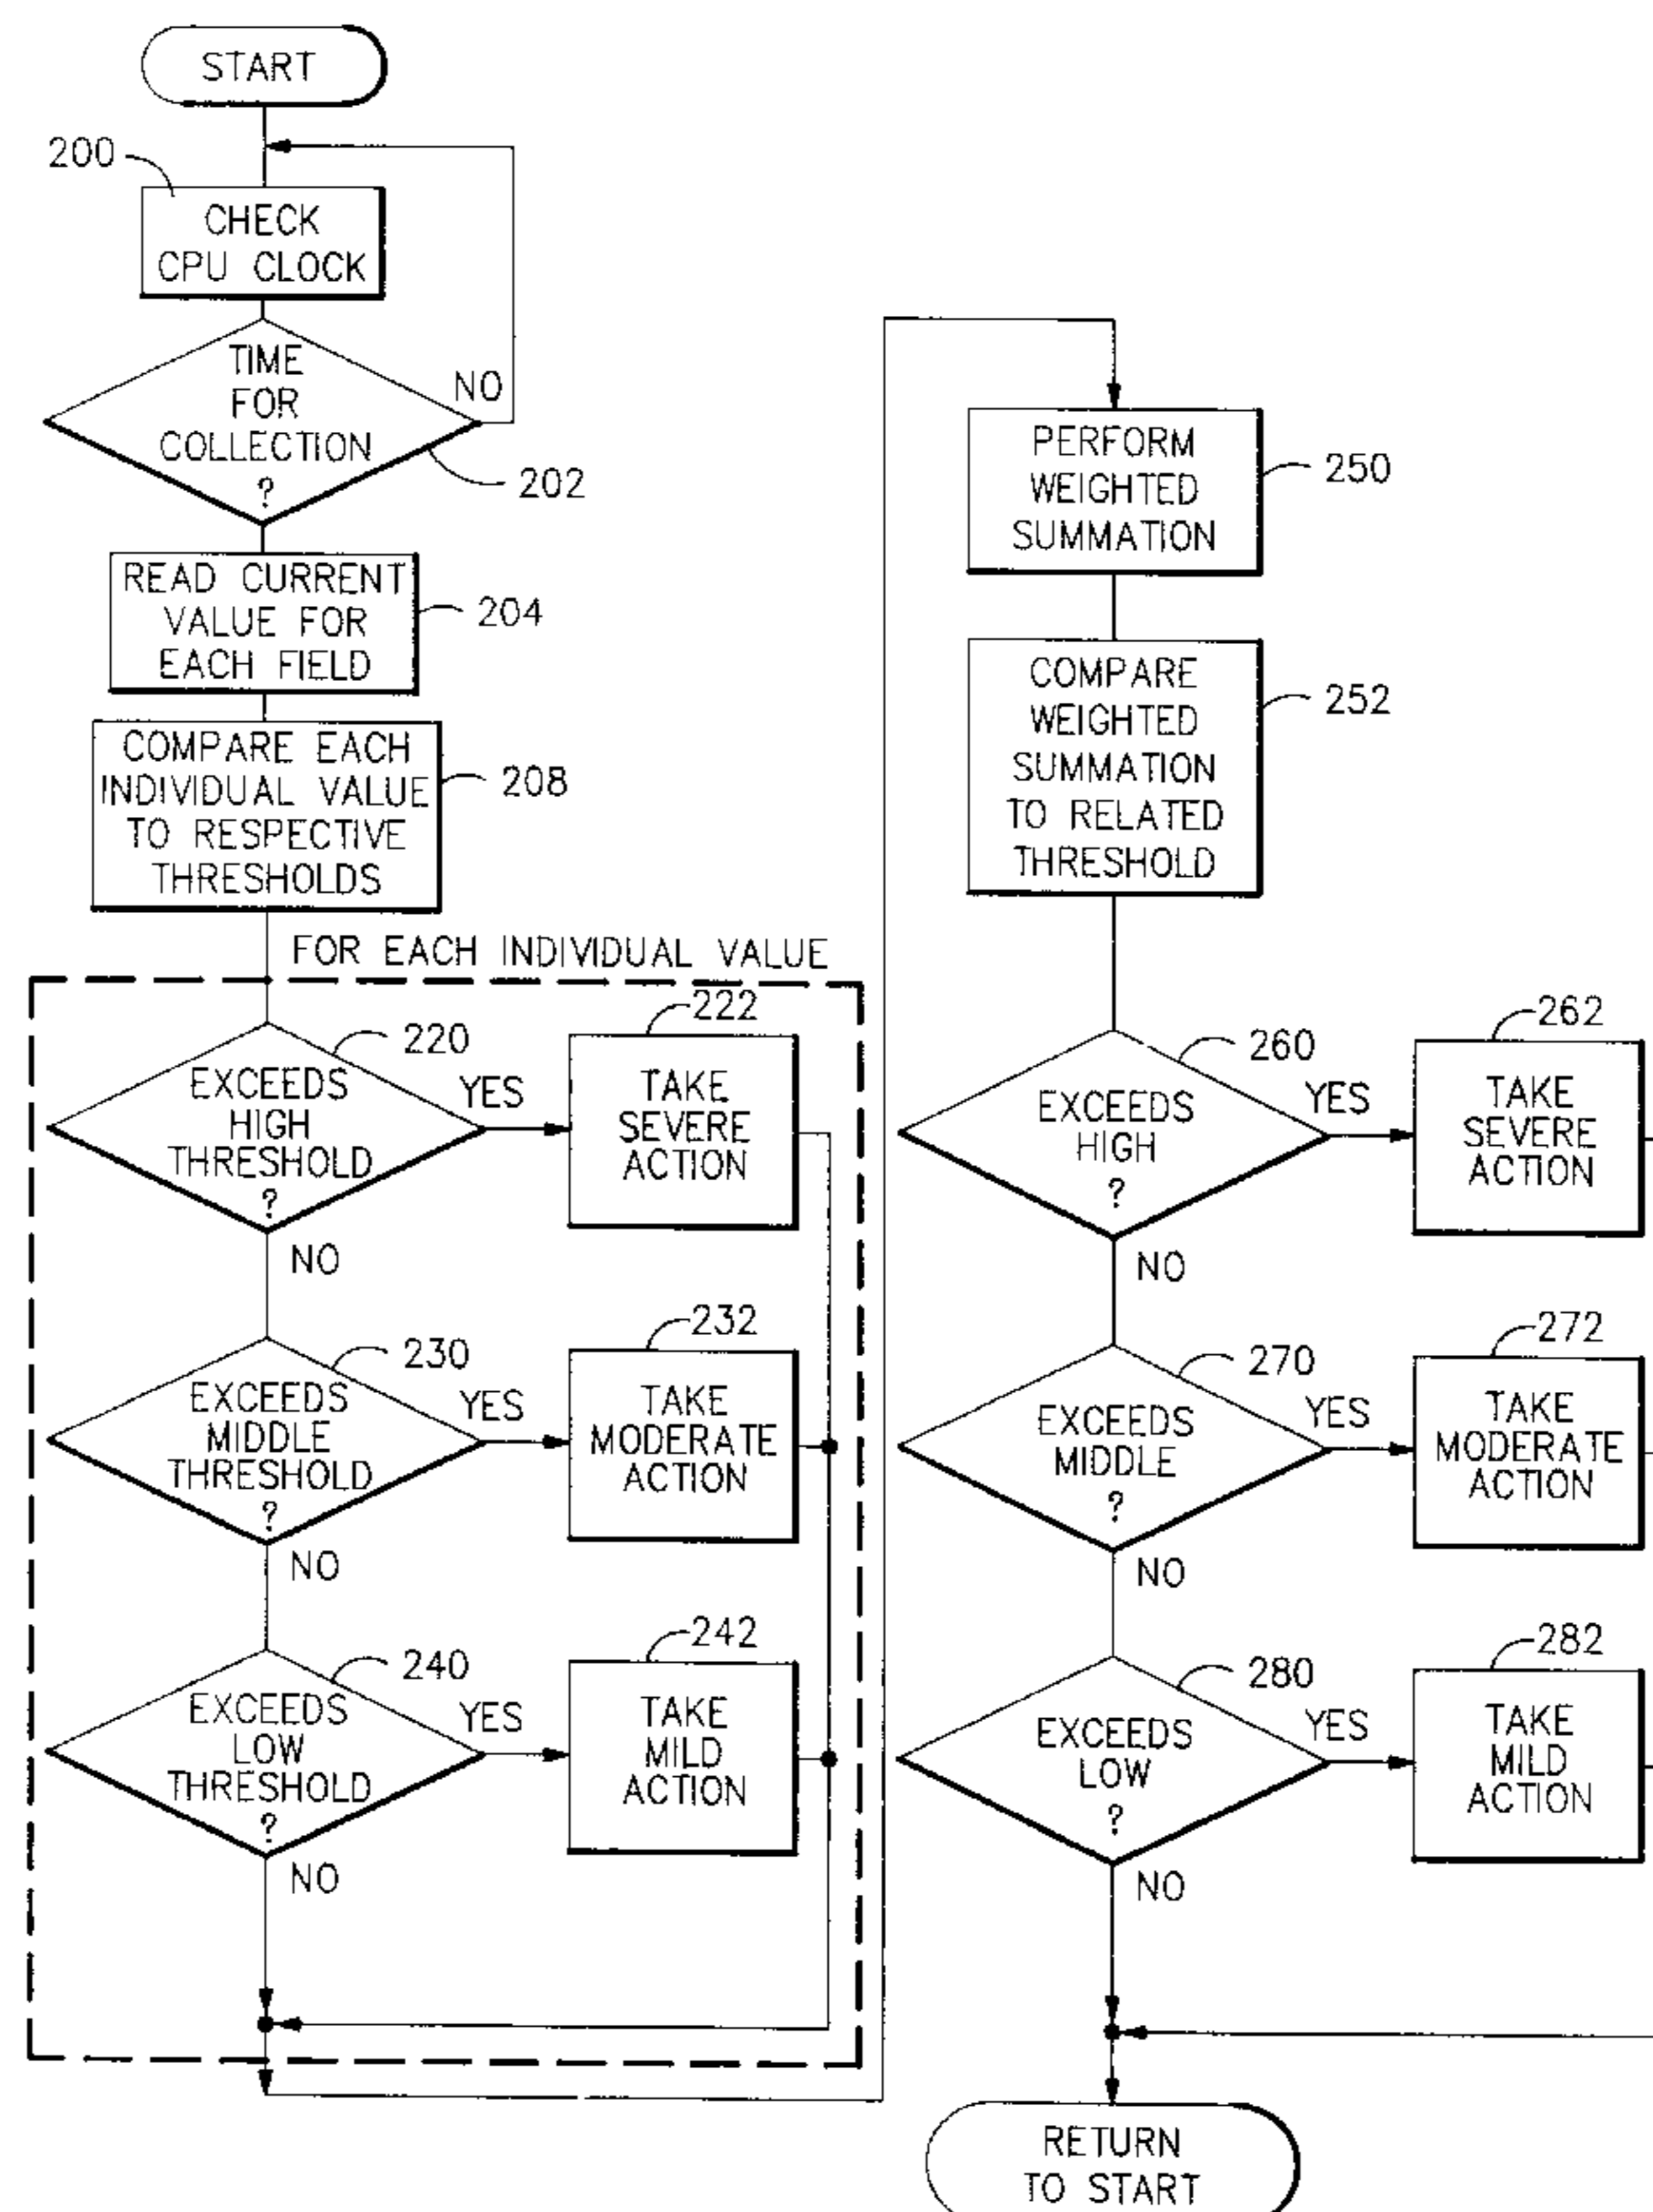 START
200
CHECK
CPU CLOCK
TIME
FOR
COLLECTION
?
NO
202
READ CURRENT
VALUE FOR
EACH FIELD
204
COMPARE EACH
INDIVIDUAL VALUE
TO RESPECTIVE
THRESHOLDS
208
FOR EACH INDIVIDUAL VALUE
220
EXCEEDS
HIGH
THRESHOLD
?
YES
NO
222
TAKE
SEVERE
ACTION
230
EXCEEDS
MIDDLE
THRESHOLD
?
YES
NO
232
TAKE
MODERATE
ACTION
240
EXCEEDS
LOW
THRESHOLD
?
YES
NO
242
TAKE
MILD
ACTION
PERFORM
WEIGHTED
SUMMATION
250
COMPARE
WEIGHTED
SUMMATION
TO RELATED
THRESHOLD
252
260
EXCEEDS
HIGH
?
YES
NO
262
TAKE
SEVERE
ACTION
270
EXCEEDS
MIDDLE
?
YES
NO
272
TAKE
MODERATE
ACTION
280
EXCEEDS
LOW
?
YES
NO
282
TAKE
MILD
ACTION
RETURN
TO START